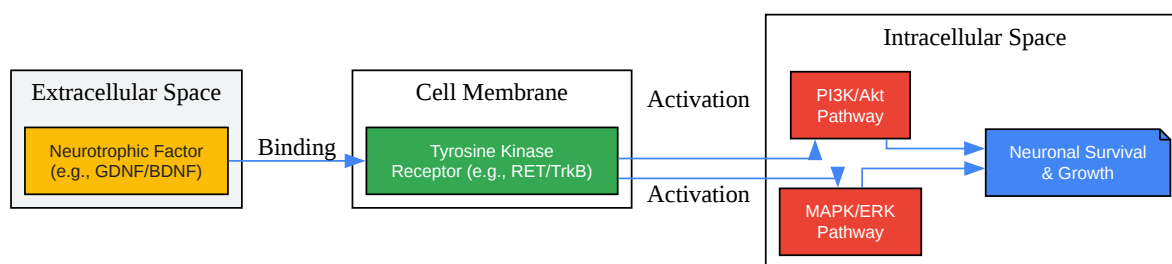 Extracellular Space
Neurotrophic Factor
(e.g., GDNF/BDNF)
Binding
Cell Membrane
Tyrosine Kinase
Receptor (e.g., RET/TrkB)
Activation
Activation
Intracellular Space
PI3K/Akt
Pathway
MAPK/ERK
Pathway
Neuronal Survival
& Growth